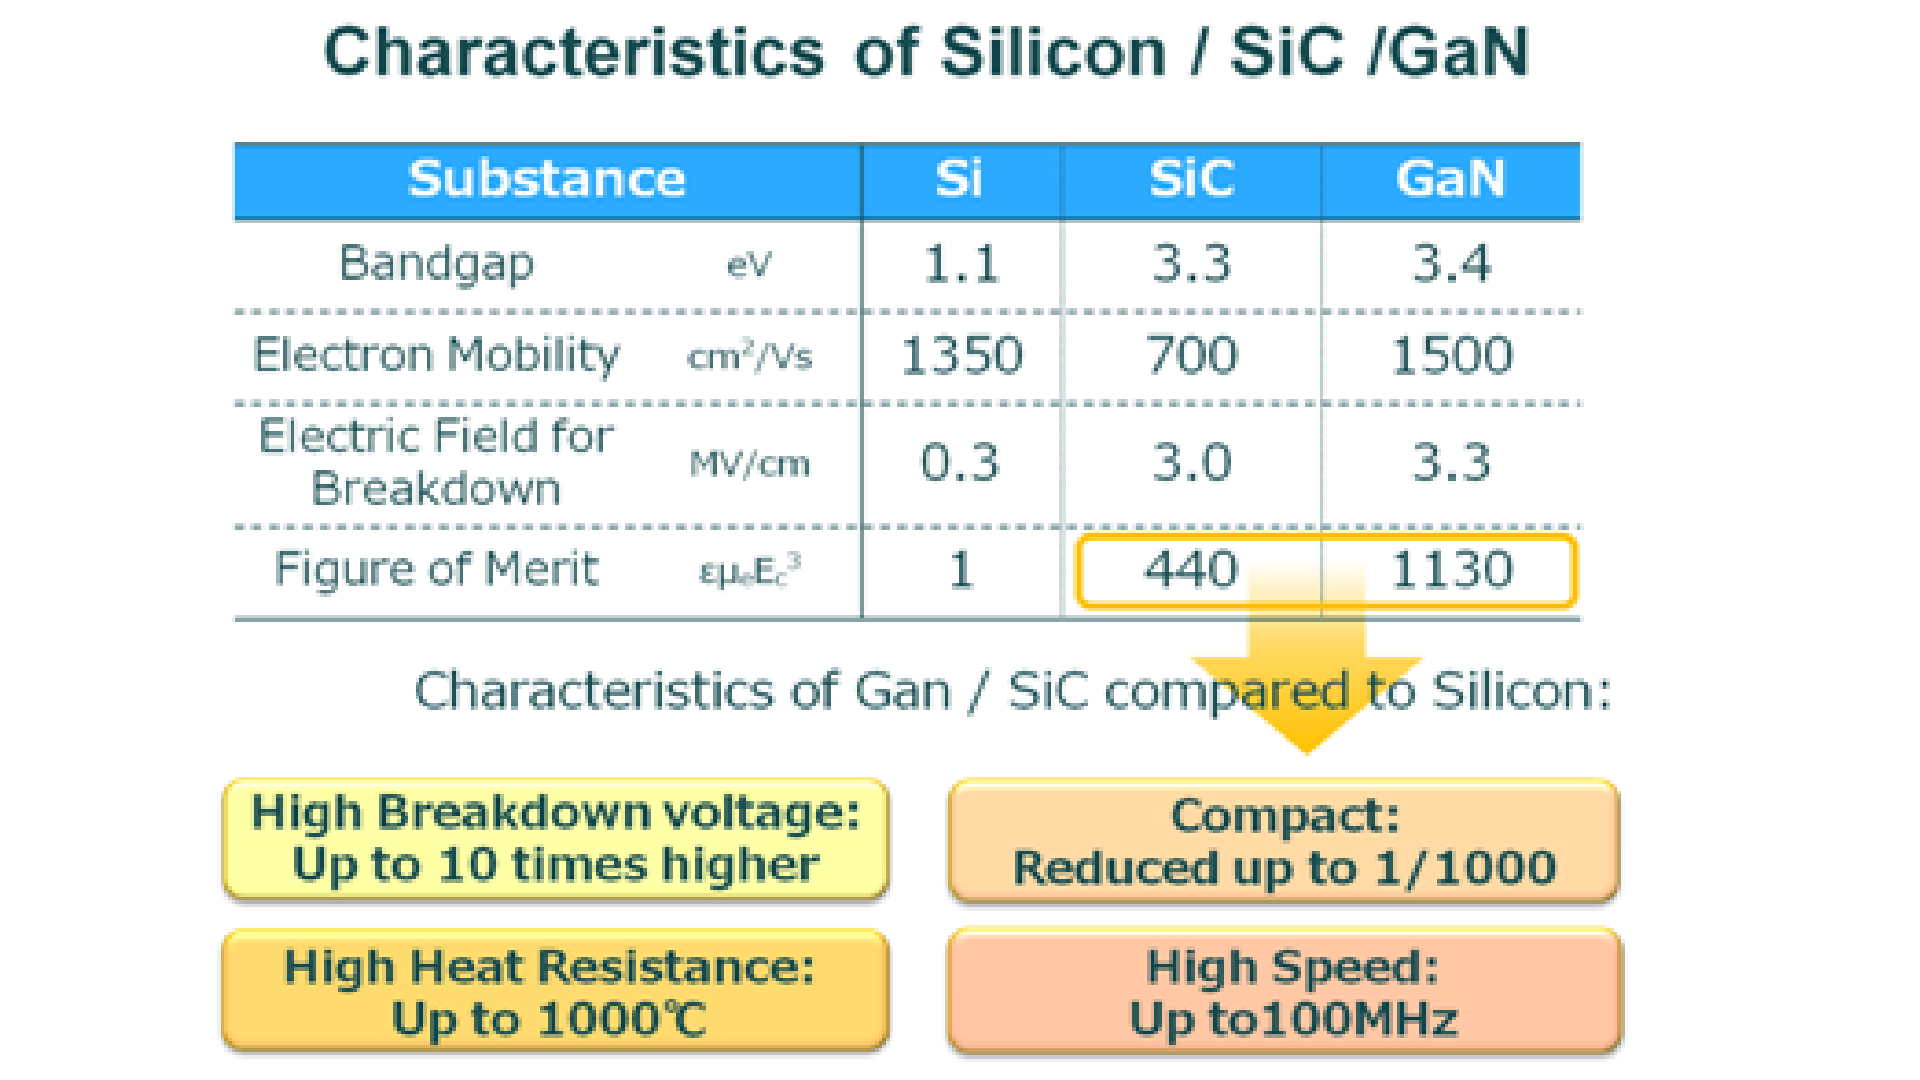 Characteristics of Silicon / SiC /GaN
Substance Si SiC GaN
Bandgap eV 1.1 3.3 3.4
Electron Mobility cm²/Vs 1350 700 1500
Electric Field for
Breakdown MV/cm 0.3 3.0 3.3
Figure of Merit εμₑE꜀³ 1 440 1130
Characteristics of Gan / SiC compared to Silicon:
High Breakdown voltage:
Up to 10 times higher
Compact:
Reduced up to 1/1000
High Heat Resistance:
Up to 1000℃
High Speed:
Up to100MHz